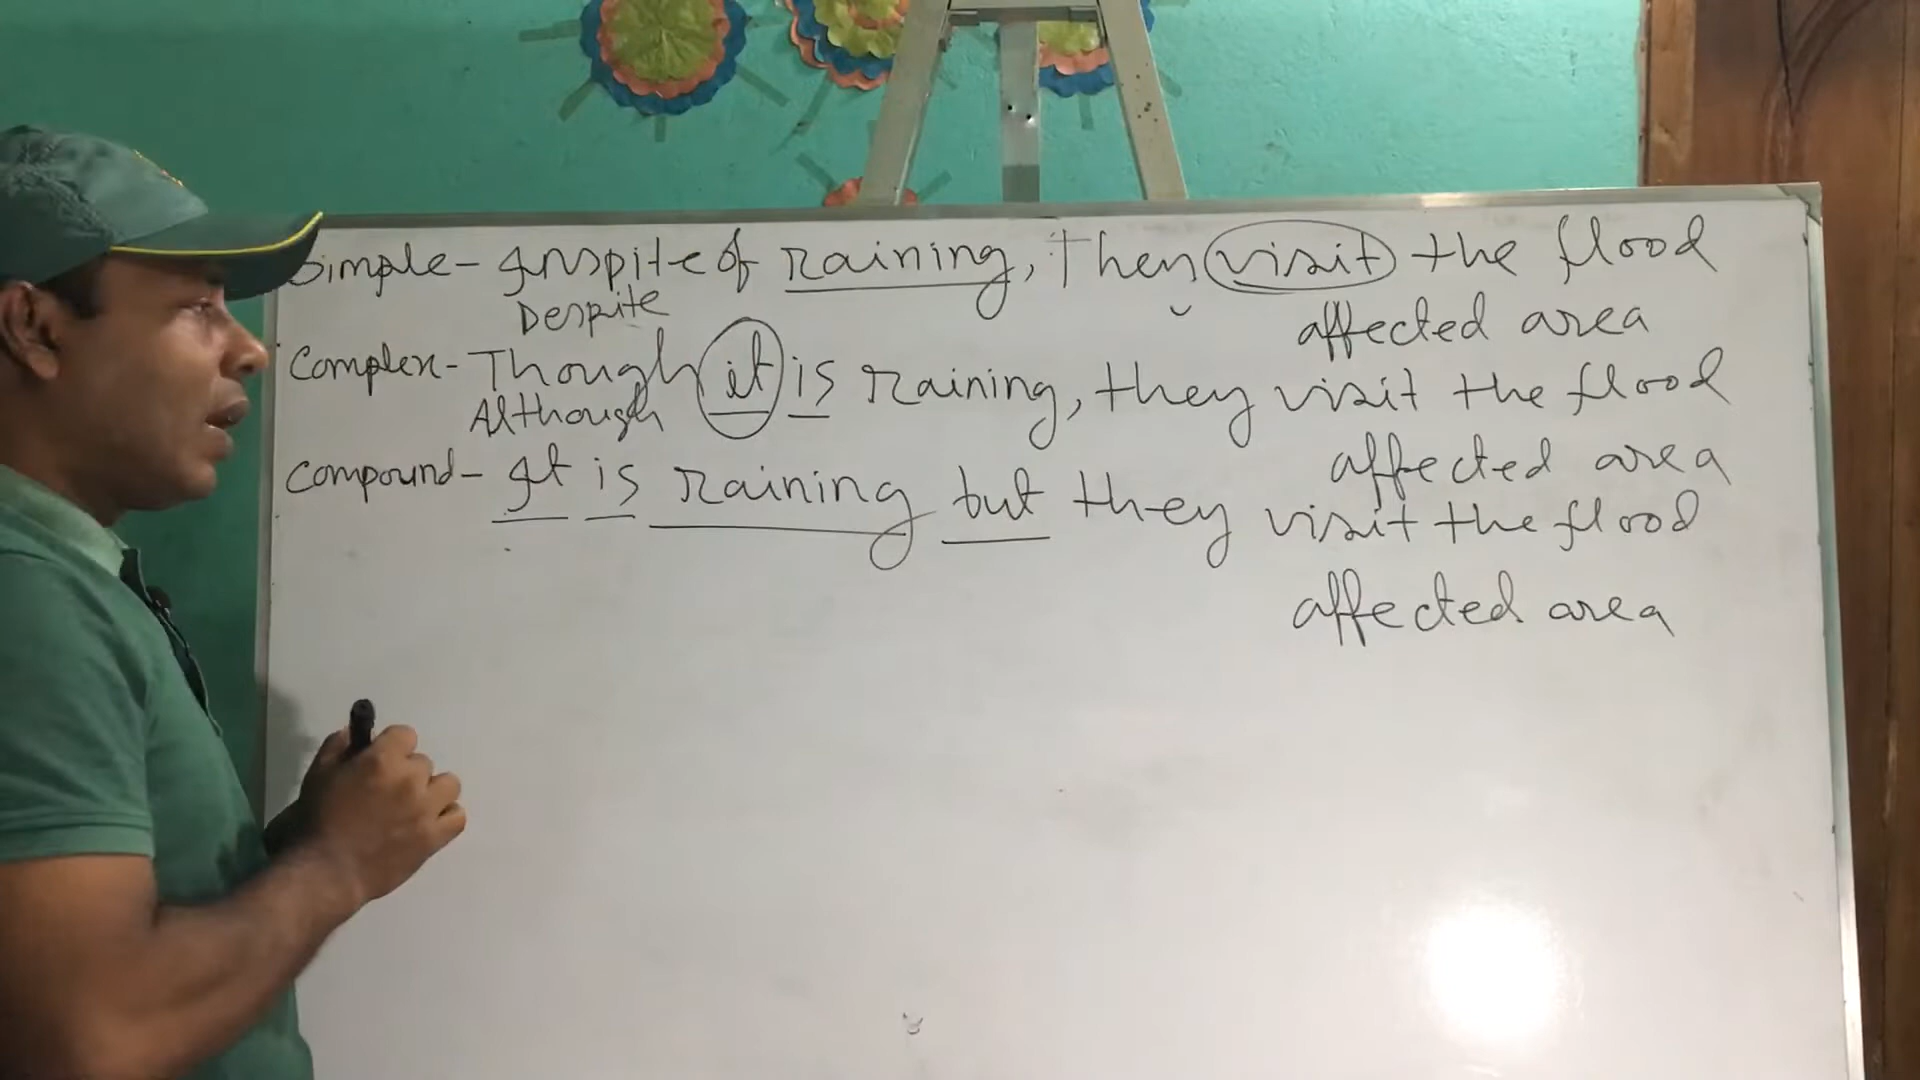 Simple- Inspite of raining, They visit the flood
Despite
affected area
Complex- Though it is raining, they visit the flood
Although
affected area
Compound- It is raining but they visit the flood
affected area